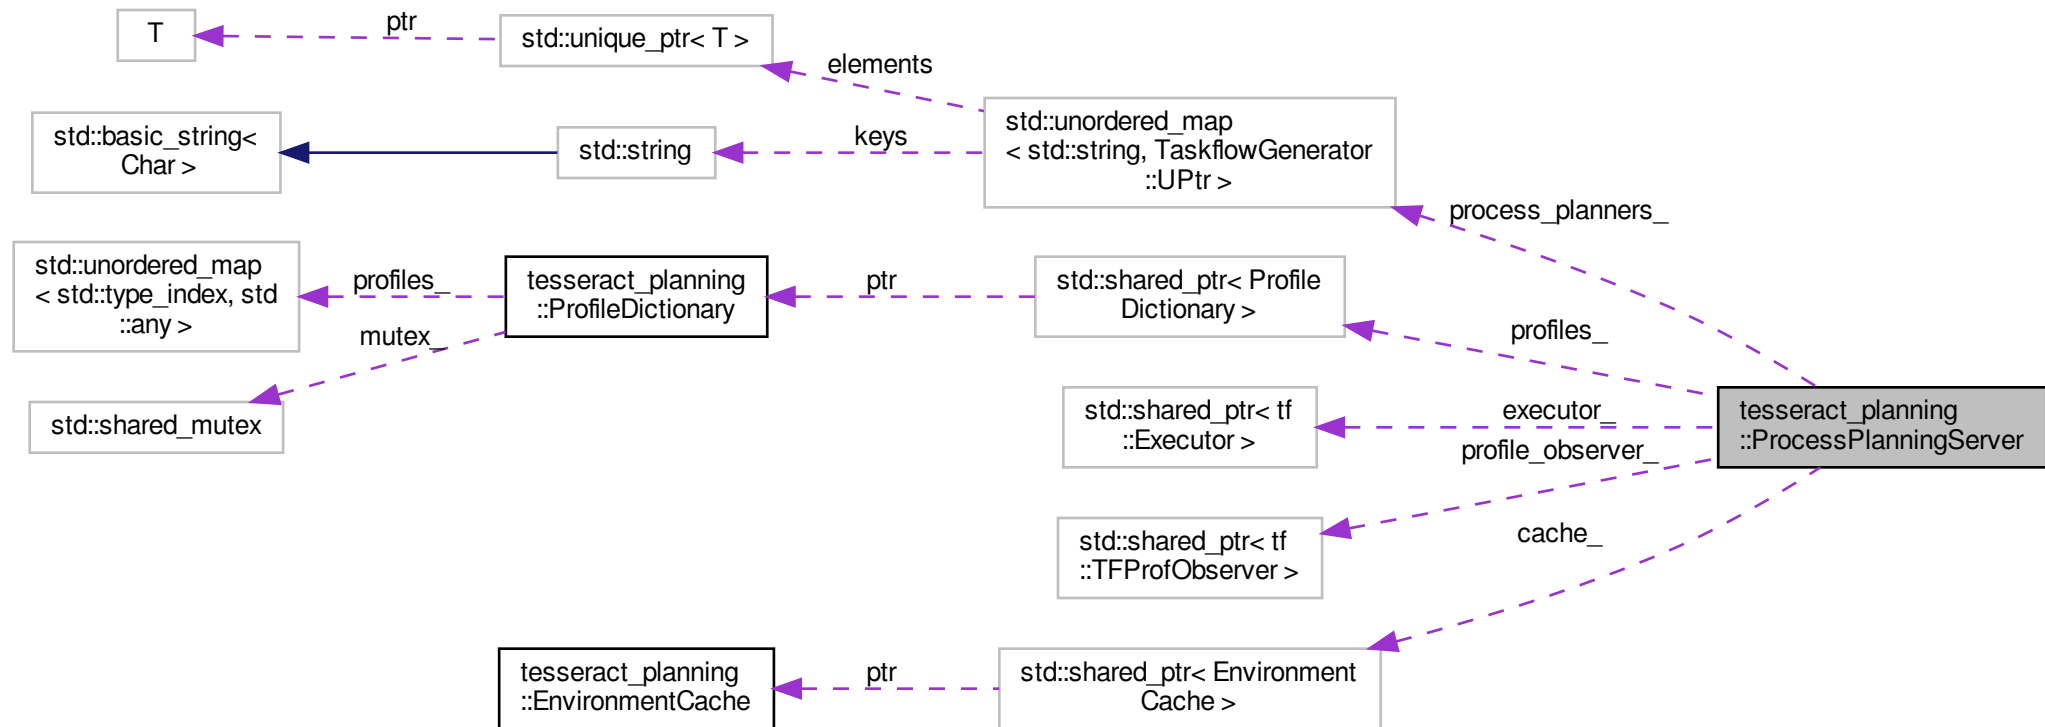 T
ptr
std::unique_ptr< T >
elements
std::basic_string<
Char >
std::string
keys
std::unordered_map
< std::string, TaskflowGenerator
::UPtr >
process_planners_
std::unordered_map
< std::type_index, std
::any >
profiles_
tesseract_planning
::ProfileDictionary
ptr
std::shared_ptr< Profile
Dictionary >
profiles_
mutex_
std::shared_mutex
std::shared_ptr< tf
::Executor >
executor_
tesseract_planning
::ProcessPlanningServer
profile_observer_
std::shared_ptr< tf
::TFProfObserver >
cache_
tesseract_planning
::EnvironmentCache
ptr
std::shared_ptr< Environment
Cache >